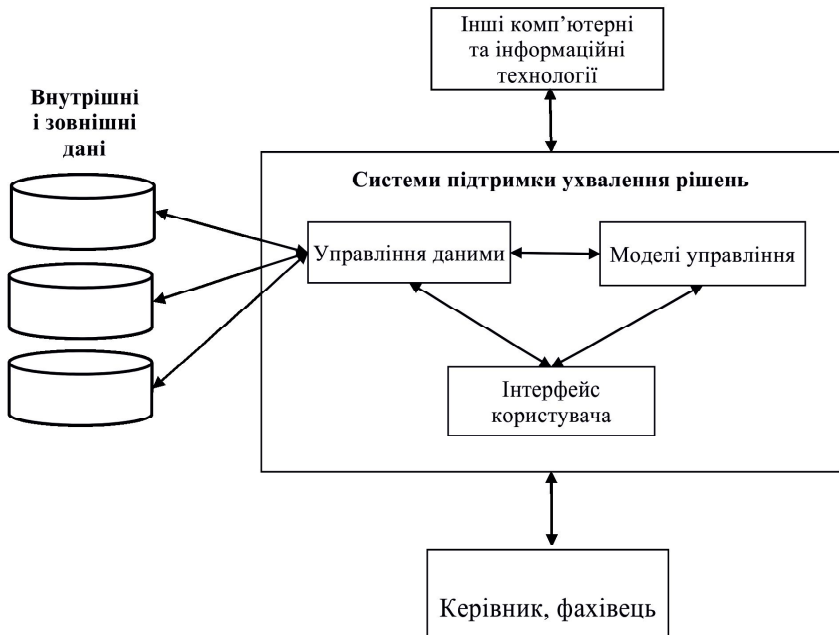 Інші комп’ютерні
та інформаційні
технології
Внутрішні
і зовнішні
дані
Системи підтримки ухвалення рішень
Управління даними
Моделі управління
Інтерфейс
користувача
Керівник, фахівець